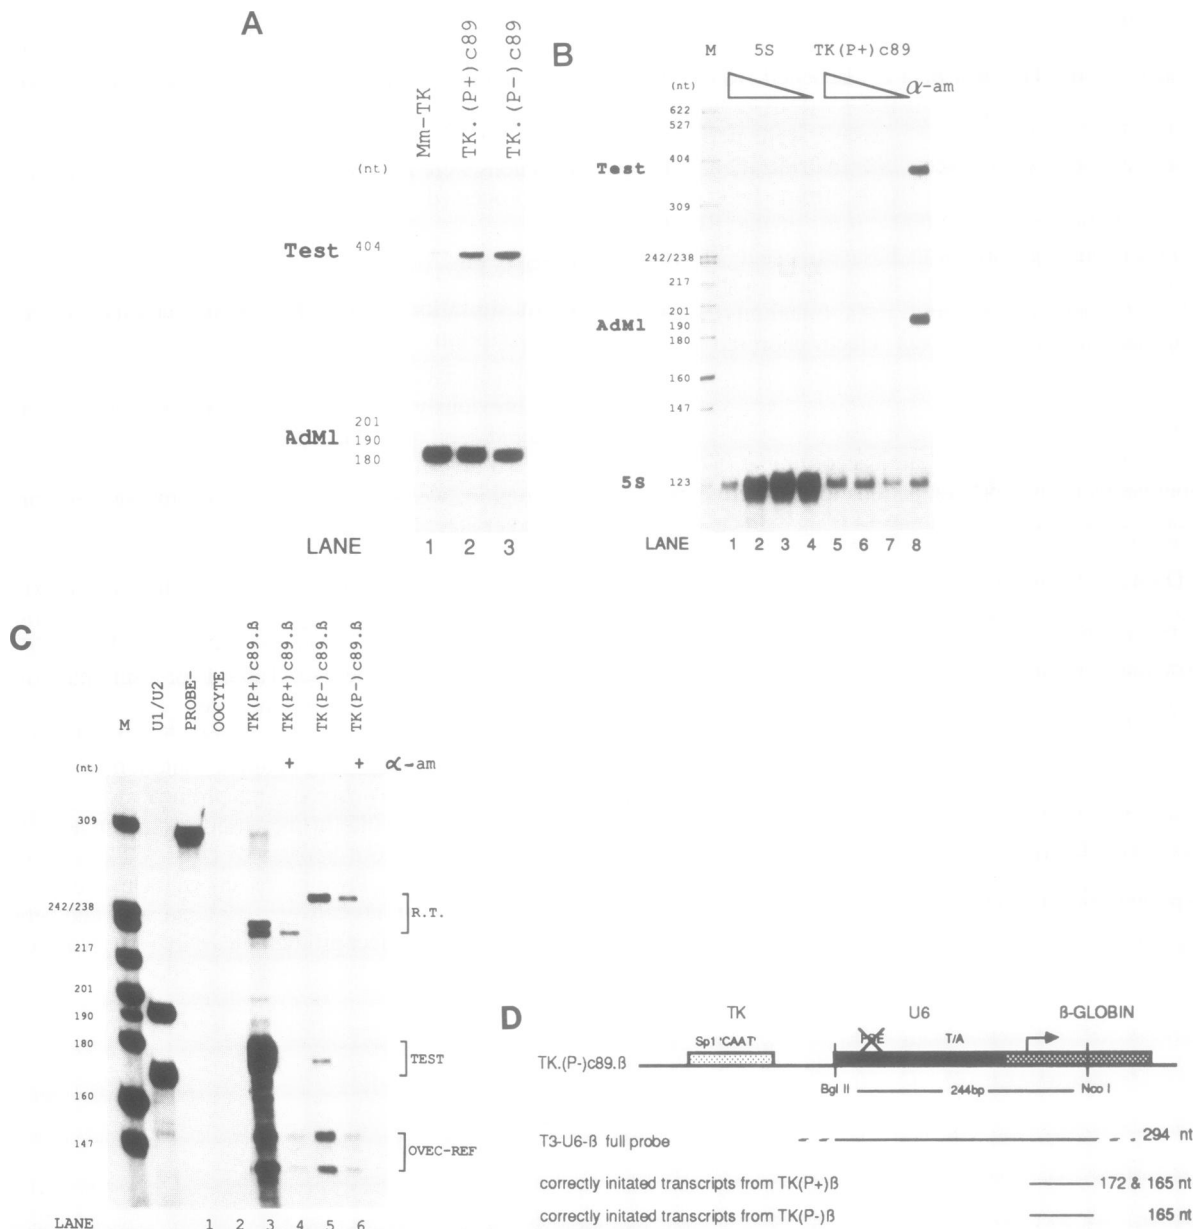 A
Mm-TK
TK.(P+)c89
TK.(P-)c89
(nt)
Test 404
201
AdMl 190
180
LANE 1 2 3
B
M 5S TK(P+)c89
(nt) α-am
622
527
404
Test
309
242/238
217
201
AdMl 190
180
160
147
5S 123
LANE 1 2 3 4 5 6 7 8
C
M
U1/U2
PROBE-
OOCYTE
TK(P+)c89.ß
TK(P+)c89.ß
TK(P-)c89.ß
TK(P-)c89.ß
+ + α-am
(nt)
309
242/238
R.T.
217
201
190
180
TEST
160
147
OVEC-REF
LANE 1 2 3 4 5 6
D
TK U6 ß-GLOBIN
Sp1 'CAAT' PSE T/A
TK.(P-)c89.ß
Bgl II 244bp Nco I
T3-U6-ß full probe 294 nt
correctly initated transcripts from TK(P+)ß 172 & 165 nt
correctly initated transcripts from TK(P-)ß 165 nt